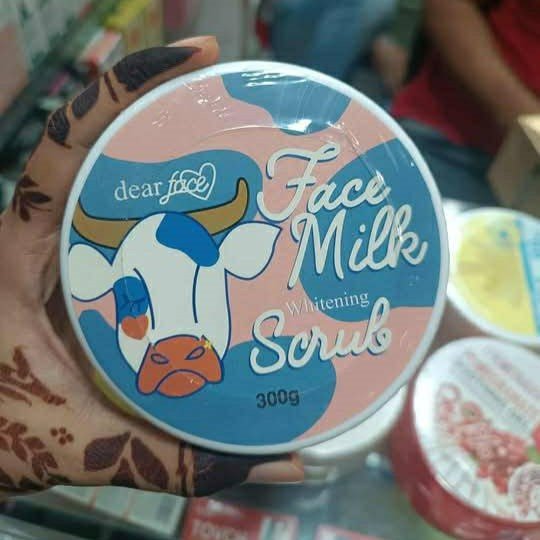 dear face
Face
Milk
Whitening
Scrub
300g